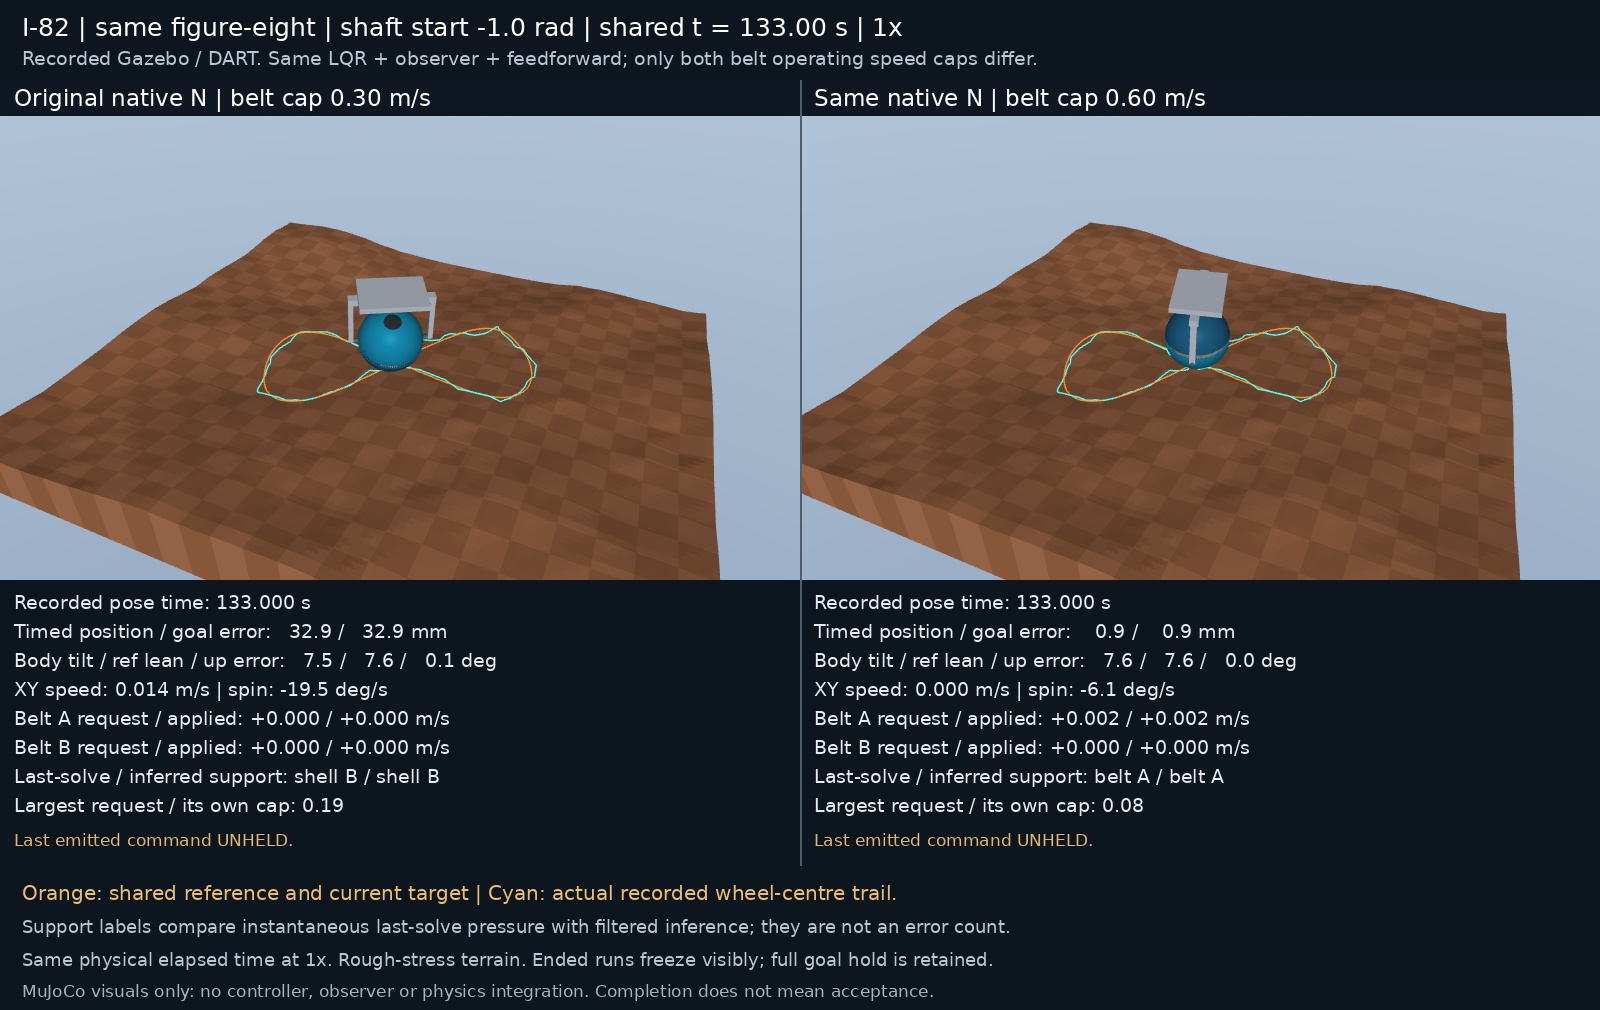 I-82 | same figure-eight | shaft start -1.0 rad | shared t = 133.00 s | 1x
Recorded Gazebo / DART. Same LQR + observer + feedforward; only both belt operating speed caps differ.
Original native N | belt cap 0.30 m/s
Recorded pose time: 133.000 s
Timed position / goal error: 32.9 / 32.9 mm
Body tilt / ref lean / up error: 7.5 / 7.6 / 0.1 deg
XY speed: 0.014 m/s | spin: -19.5 deg/s
Belt A request / applied: +0.000 / +0.000 m/s
Belt B request / applied: +0.000 / +0.000 m/s
Last-solve / inferred support: shell B / shell B
Largest request / its own cap: 0.19
Last emitted command UNHELD.
Same native N | belt cap 0.60 m/s
Recorded pose time: 133.000 s
Timed position / goal error: 0.9 / 0.9 mm
Body tilt / ref lean / up error: 7.6 / 7.6 / 0.0 deg
XY speed: 0.000 m/s | spin: -6.1 deg/s
Belt A request / applied: +0.002 / +0.002 m/s
Belt B request / applied: +0.000 / +0.000 m/s
Last-solve / inferred support: belt A / belt A
Largest request / its own cap: 0.08
Last emitted command UNHELD.
Orange: shared reference and current target | Cyan: actual recorded wheel-centre trail.
Support labels compare instantaneous last-solve pressure with filtered inference; they are not an error count.
Same physical elapsed time at 1x. Rough-stress terrain. Ended runs freeze visibly; full goal hold is retained.
MuJoCo visuals only: no controller, observer or physics integration. Completion does not mean acceptance.